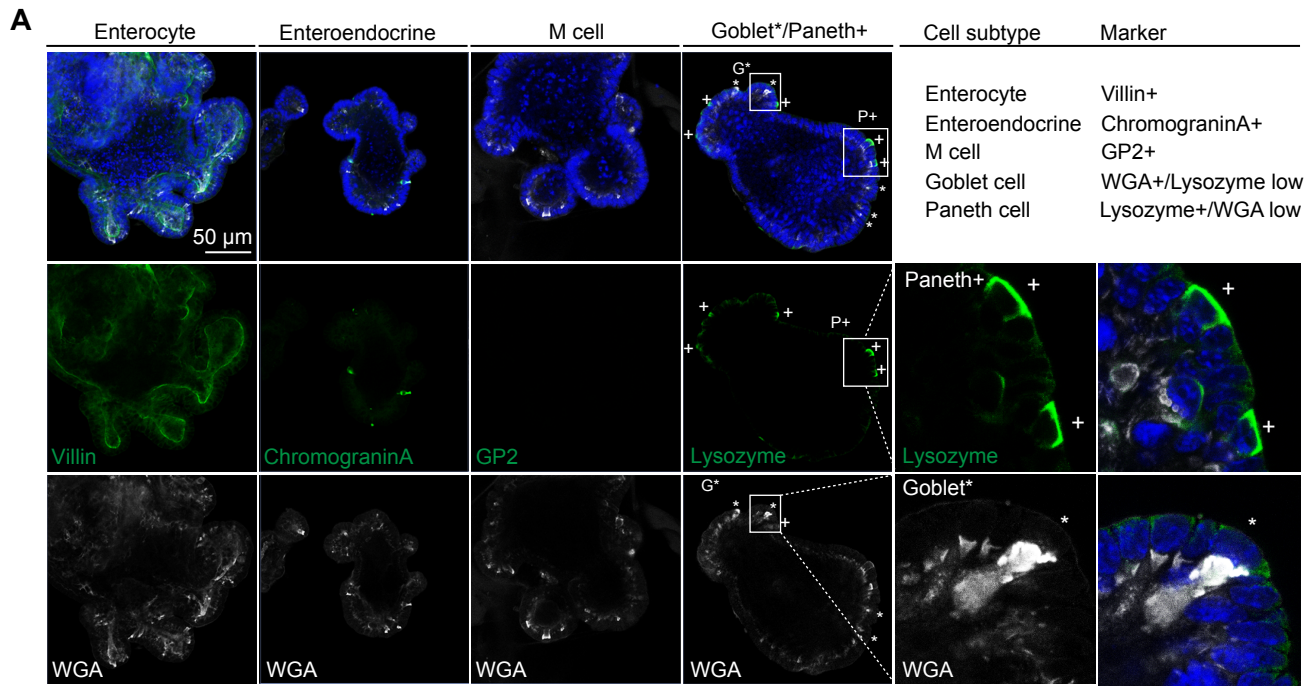 A
Enterocyte
Enteroendocrine
M cell
Goblet*/Paneth+
Cell subtype Marker
Enterocyte Villin+
Enteroendocrine ChromograninA+
M cell GP2+
Goblet cell WGA+/Lysozyme low
Paneth cell Lysozyme+/WGA low
50 µm
G*
*
*
+
+
+
P+
+
+
*
*
*
Villin
ChromograninA
GP2
Lysozyme
+
+
+
P+
+
+
Paneth+
+
+
Lysozyme
+
+
WGA
WGA
WGA
G*
*
*
+
*
*
WGA
Goblet*
*
WGA
*